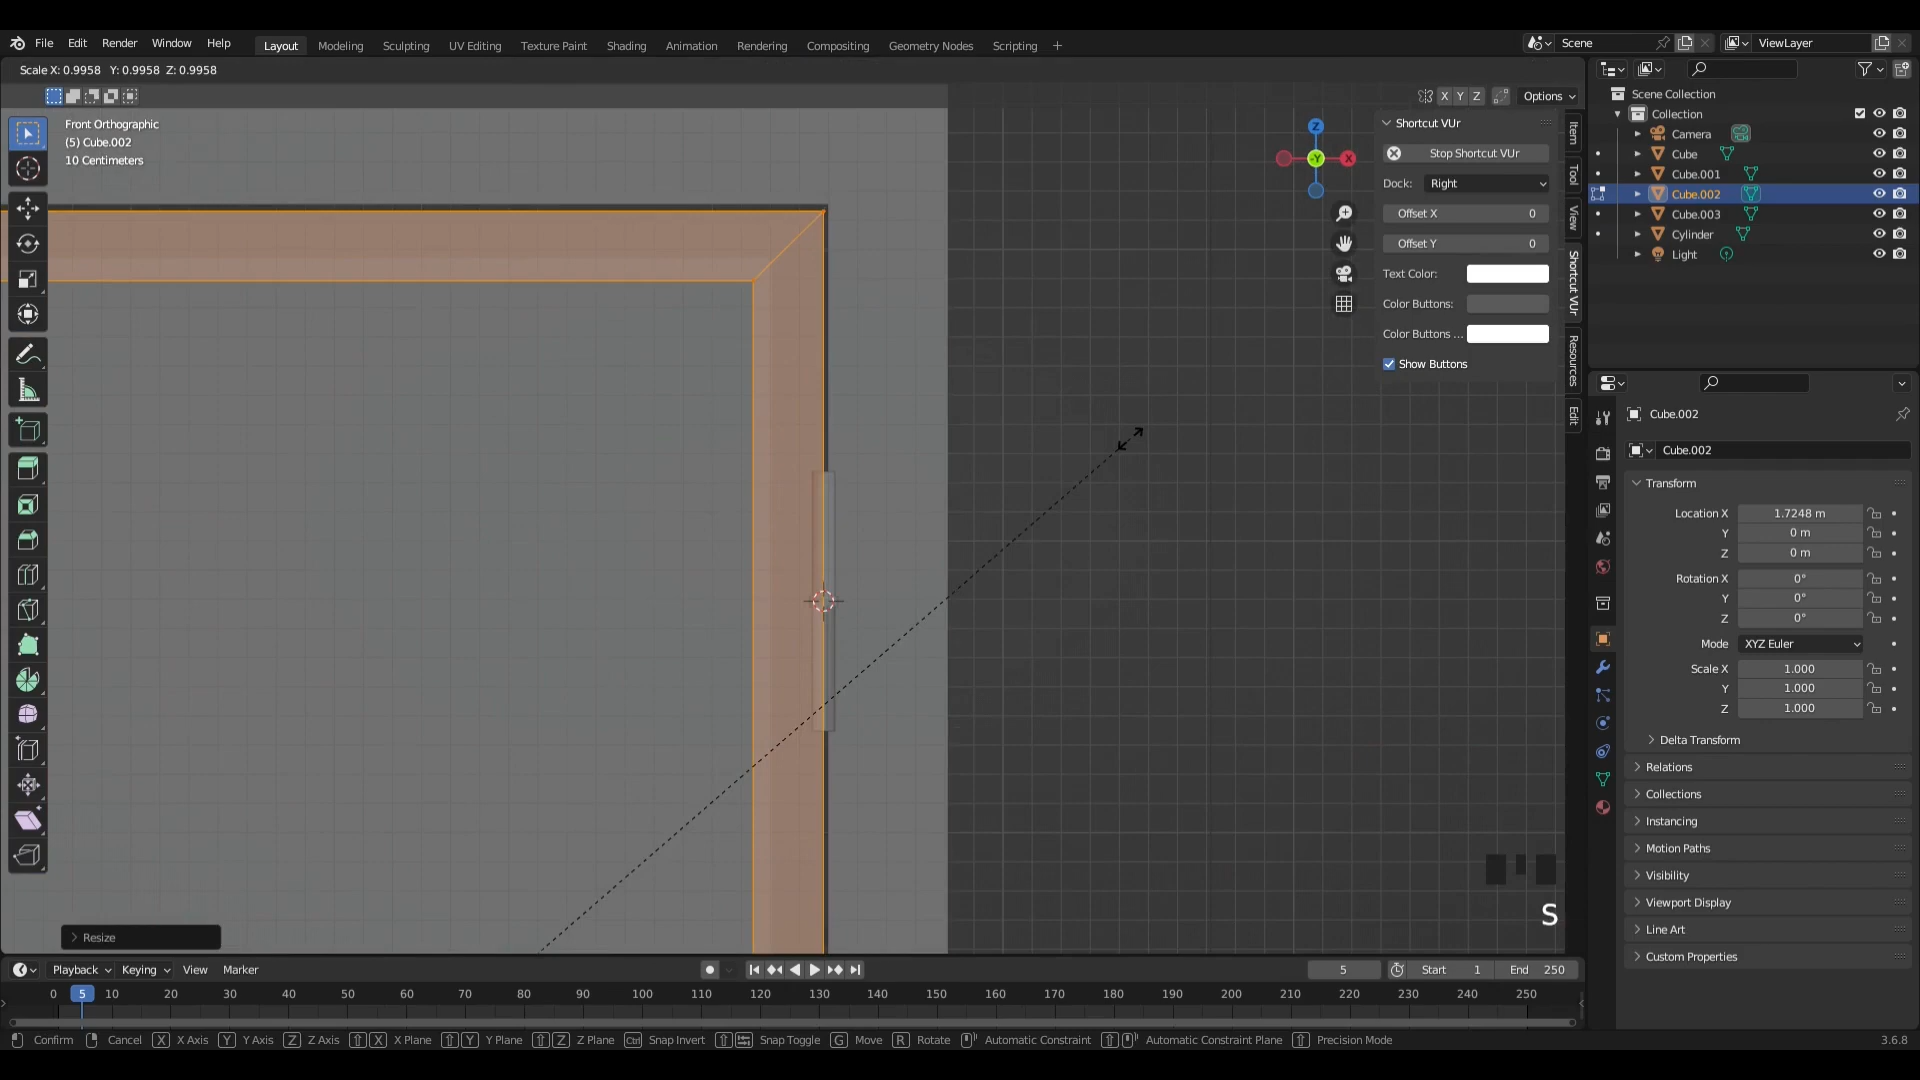 File Edit Render Window Help Layout Modeling Sculpting UV Editing Texture Paint Shading Animation Rendering Compositing Geometry Nodes Scripting + Scene ViewLayer
Scale X: 0.9958 Y: 0.9958 Z: 0.9958
X Y Z Options
Front Orthographic
(5) Cube.002
10 Centimeters
Z
-Y
X
Shortcut VUr
Stop Shortcut VUr
Dock: Right
Offset X 0
Offset Y 0
Text Color:
Color Buttons:
Color Buttons ...
Show Buttons
Item
Tool
View
Shortcut VUr
Resources
Edit
Scene Collection
Collection
Camera
Cube
Cube.001
Cube.002
Cube.003
Cylinder
Light
Cube.002
Cube.002
Transform
Location X 1.7248 m
Y 0 m
Z 0 m
Rotation X 0°
Y 0°
Z 0°
Mode XYZ Euler
Scale X 1.000
Y 1.000
Z 1.000
Delta Transform
Relations
Collections
Instancing
Motion Paths
Visibility
Viewport Display
Line Art
Custom Properties
S
Resize
Playback Keying View Marker 5 Start 1 End 250
0 5 10 20 30 40 50 60 70 80 90 100 110 120 130 140 150 160 170 180 190 200 210 220 230 240 250
Confirm Cancel X X Axis Y Y Axis Z Z Axis X X Plane Y Y Plane Z Z Plane Ctrl Snap Invert Snap Toggle G Move R Rotate Automatic Constraint Automatic Constraint Plane Precision Mode 3.6.8